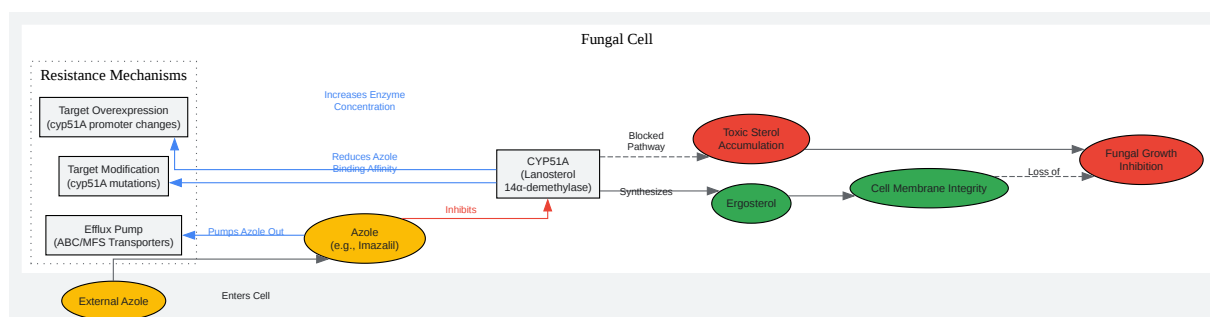 Fungal Cell
Resistance Mechanisms
Target Overexpression
(cyp51A promoter changes)
Target Modification
(cyp51A mutations)
Efflux Pump
(ABC/MFS Transporters)
External Azole
Increases Enzyme
Concentration
Reduces Azole
Binding Affinity
Pumps Azole Out
Enters Cell
Azole
(e.g., Imazalil)
Inhibits
CYP51A
(Lanosterol
14α-demethylase)
Blocked
Pathway
Synthesizes
Toxic Sterol
Accumulation
Ergosterol
Cell Membrane Integrity
Loss of
Fungal Growth
Inhibition